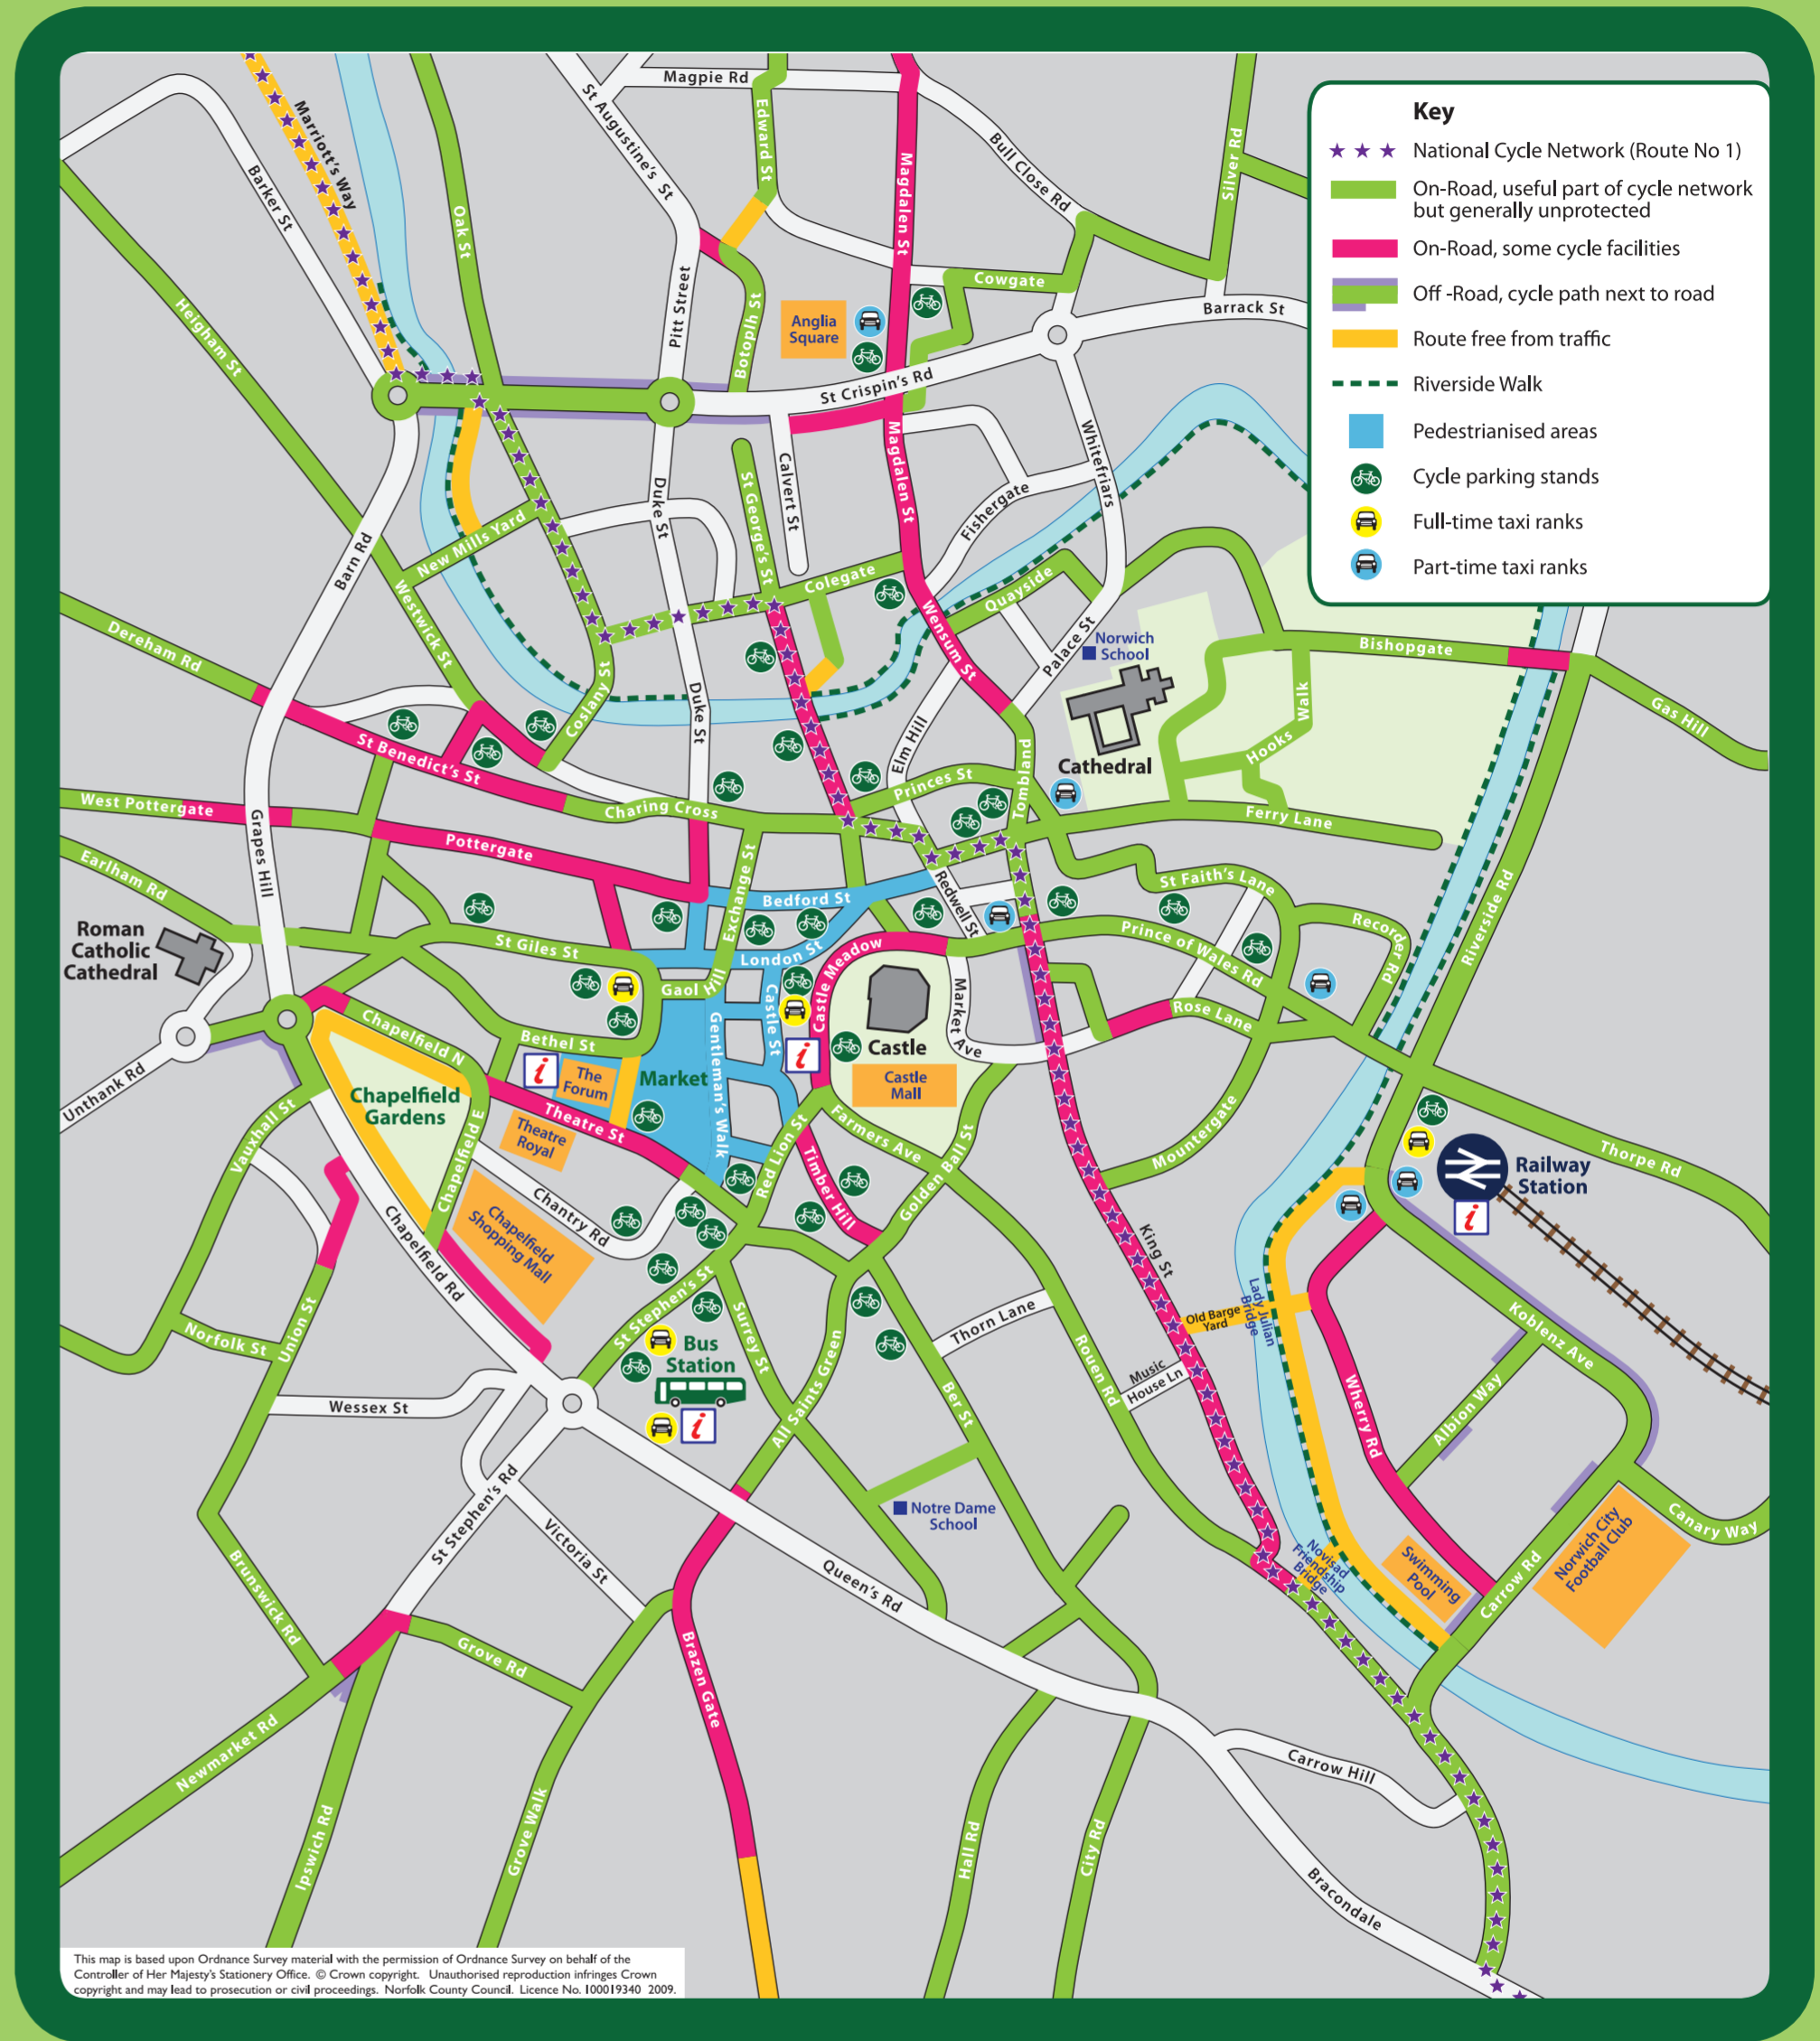 Key
National Cycle Network (Route No 1)
On-Road, useful part of cycle network
but generally unprotected
On-Road, some cycle facilities
Off -Road, cycle path next to road
Route free from traffic
Riverside Walk
Pedestrianised areas
Cycle parking stands
Full-time taxi ranks
Part-time taxi ranks
Magpie Rd
St Augustine's St
Edward St
Marriott's Way
Barker St
Oak St
Magdalen St
Bull Close Rd
Silver Rd
Cowgate
Barrack St
Heigham St
Pitt Street
Botoplh St
Anglia
Square
St Crispin's Rd
Magdalen St
Whitefriars
Calvert St
Duke St
St George's St
Fishergate
New Mills Yard
Barn Rd
Westwick St
Colegate
Quayside
Dereham Rd
Wensum St
Palace St
Norwich
School
Bishopgate
Gas Hill
Coslany St
Duke St
Elm Hill
Cathedral
Walk
Hooks
St Benedict's St
Tombland
Princes St
Charing Cross
West Pottergate
Grapes Hill
Pottergate
Ferry Lane
Earlham Rd
Exchange St
Bedford St
Redwell St
St Faith's Lane
Riverside Rd
Roman
Catholic
Cathedral
St Giles St
London St
Castle Meadow
Prince of Wales Rd
Recorder Rd
Gaol Hill
Chapelfield N
Bethel St
Gentleman's Walk
Castle St
Market Ave
Rose Lane
Castle
Castle
Mall
i
i
The
Forum
Market
Unthank Rd
Chapelfield
Gardens
Theatre St
Theatre
Royal
Chapelfield E
Vauxhall St
Red Lion St
Farmers Ave
Mountergate
Thorpe Rd
Railway
Station
i
Timber Hill
Golden Ball St
Chantry Rd
Chapelfield
Shopping Mall
Chapelfield Rd
King St
St Stephen's St
Surrey St
Lady Julian
Bridge
Old Barge
Yard
Koblenz Ave
Norfolk St
Union St
Thorn Lane
Bus
Station
i
All Saints Green
Rouen Rd
Music
House Ln
Ber St
Wherry Rd
Albion Way
Wessex St
St Stephen's Rd
Victoria St
Notre Dame
School
Canary Way
Norwich City
Football Club
Novisad
Friendship
Bridge
Swimming
Pool
Carrow Rd
Queen's Rd
Brunswick Rd
Grove Rd
Brazen Gate
Newmarket Rd
Carrow Hill
Ipswich Rd
Grove Walk
Hall Rd
City Rd
Bracondale
This map is based upon Ordnance Survey material with the permission of Ordnance Survey on behalf of the
Controller of Her Majesty's Stationery Office. © Crown copyright. Unauthorised reproduction infringes Crown
copyright and may lead to prosecution or civil proceedings. Norfolk County Council. Licence No. 100019340 2009.